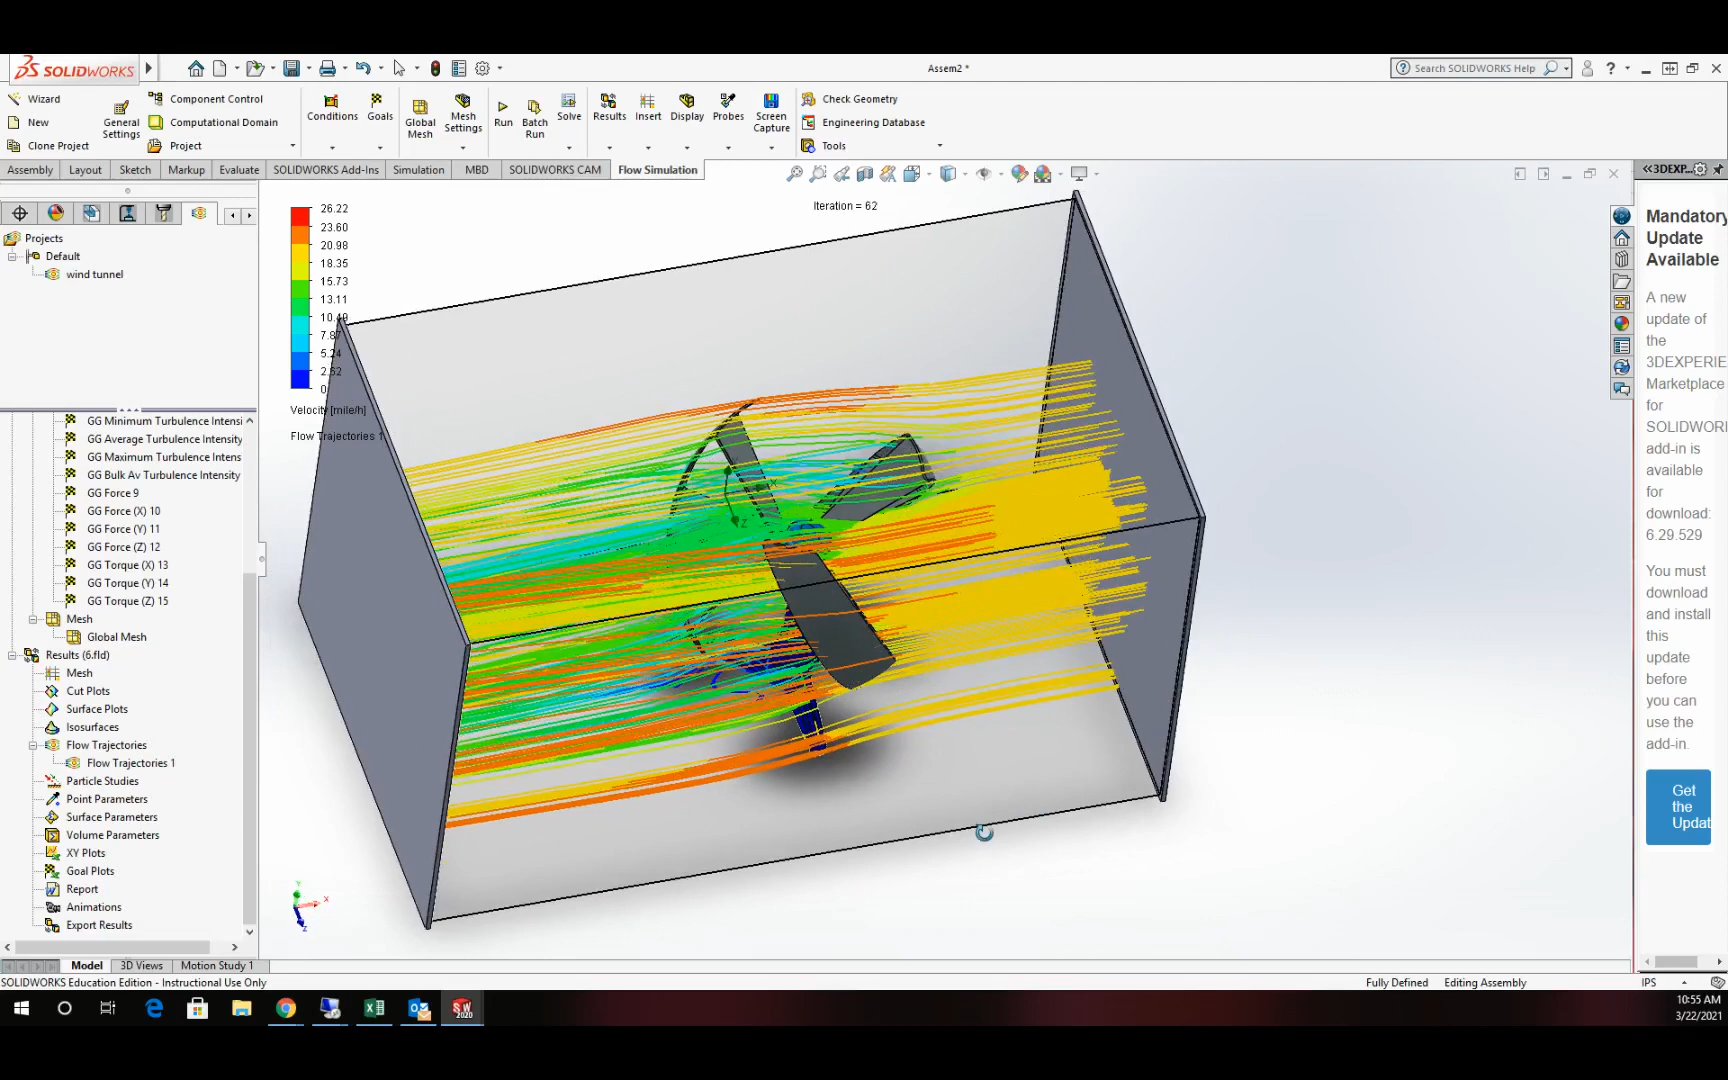 SOLIDWORKS
Assem2 *
Search SOLIDWORKS Help
Wizard
New
Clone Project
General Settings
Component Control
Computational Domain
Project
Conditions
Goals
Global Mesh
Mesh Settings
Run
Batch Run
Solve
Results
Insert
Display
Probes
Screen Capture
Check Geometry
Engineering Database
Tools
Assembly
Layout
Sketch
Markup
Evaluate
SOLIDWORKS Add-Ins
Simulation
MBD
SOLIDWORKS CAM
Flow Simulation
Projects
Default
wind tunnel
GG Minimum Turbulence Intensi
GG Average Turbulence Intensity
GG Maximum Turbulence Intens
GG Bulk Av Turbulence Intensity
GG Force 9
GG Force (X) 10
GG Force (Y) 11
GG Force (Z) 12
GG Torque (X) 13
GG Torque (Y) 14
GG Torque (Z) 15
Mesh
Global Mesh
Results (6.fld)
Mesh
Cut Plots
Surface Plots
Isosurfaces
Flow Trajectories
Flow Trajectories 1
Particle Studies
Point Parameters
Surface Parameters
Volume Parameters
XY Plots
Goal Plots
Report
Animations
Export Results
26.22
23.60
20.98
18.35
15.73
13.11
10.49
7.87
5.24
2.62
0
Velocity [mile/h]
Flow Trajectories 1
Iteration = 62
X
Z
Y
X
Z
3DEXP...
Mandatory
Update
Available
A new
update of
the
3DEXPERIE
Marketplace
for
SOLIDWORI
add-in is
available
for
download:
6.29.529
You must
download
and install
this
update
before
you can
use the
add-in.
Get
the
Updat
Model
3D Views
Motion Study 1
SOLIDWORKS Education Edition - Instructional Use Only
Fully Defined
Editing Assembly
IPS
SW
2020
10:55 AM
3/22/2021